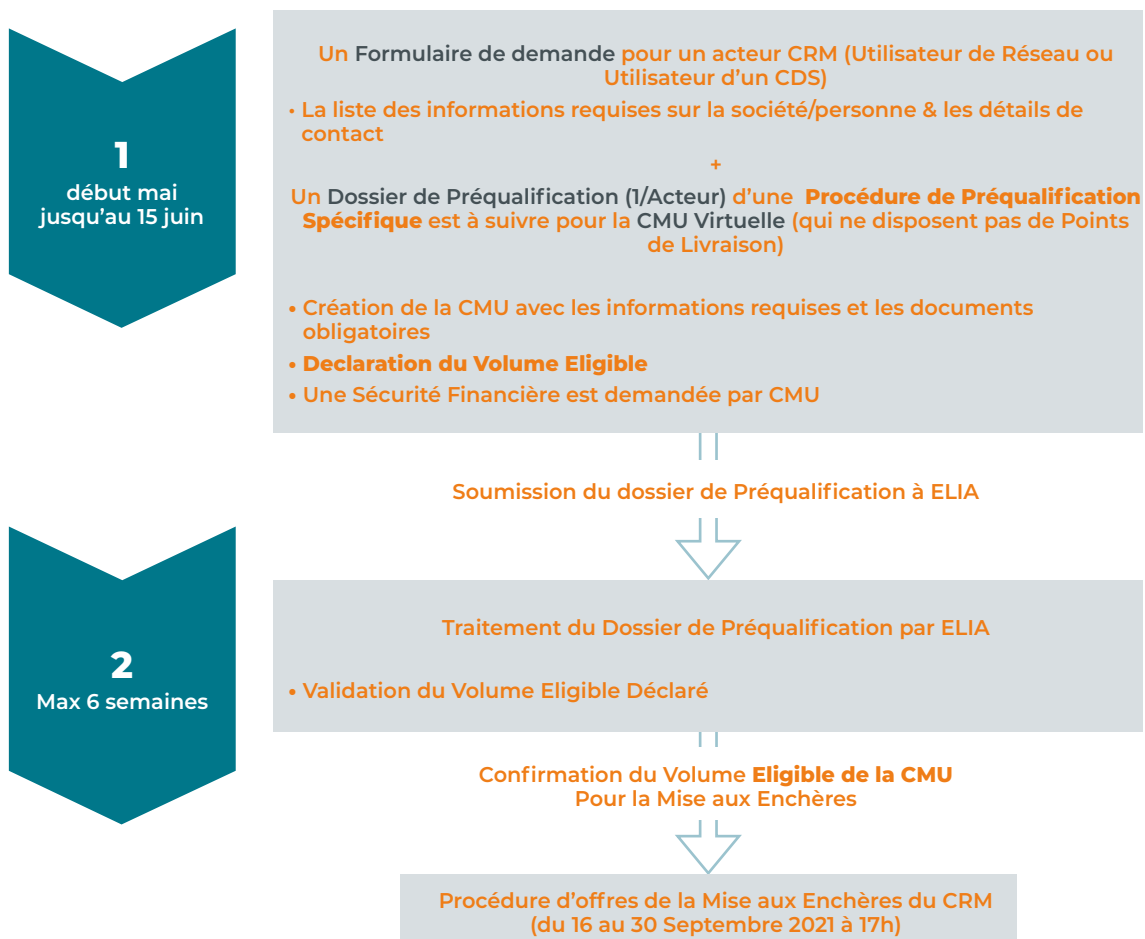 1
début mai
jusqu'au 15 juin
Un Formulaire de demande pour un acteur CRM (Utilisateur de Réseau ou
Utilisateur d'un CDS)
• La liste des informations requises sur la société/personne & les détails de
contact
+
Un Dossier de Préqualification (1/Acteur) d'une Procédure de Préqualification
Spécifique est à suivre pour la CMU Virtuelle (qui ne disposent pas de Points
de Livraison)
• Création de la CMU avec les informations requises et les documents
obligatoires
• Declaration du Volume Eligible
• Une Sécurité Financière est demandée par CMU
Soumission du dossier de Préqualification à ELIA
2
Max 6 semaines
Traitement du Dossier de Préqualification par ELIA
• Validation du Volume Eligible Déclaré
Confirmation du Volume Eligible de la CMU
Pour la Mise aux Enchères
Procédure d'offres de la Mise aux Enchères du CRM
(du 16 au 30 Septembre 2021 à 17h)